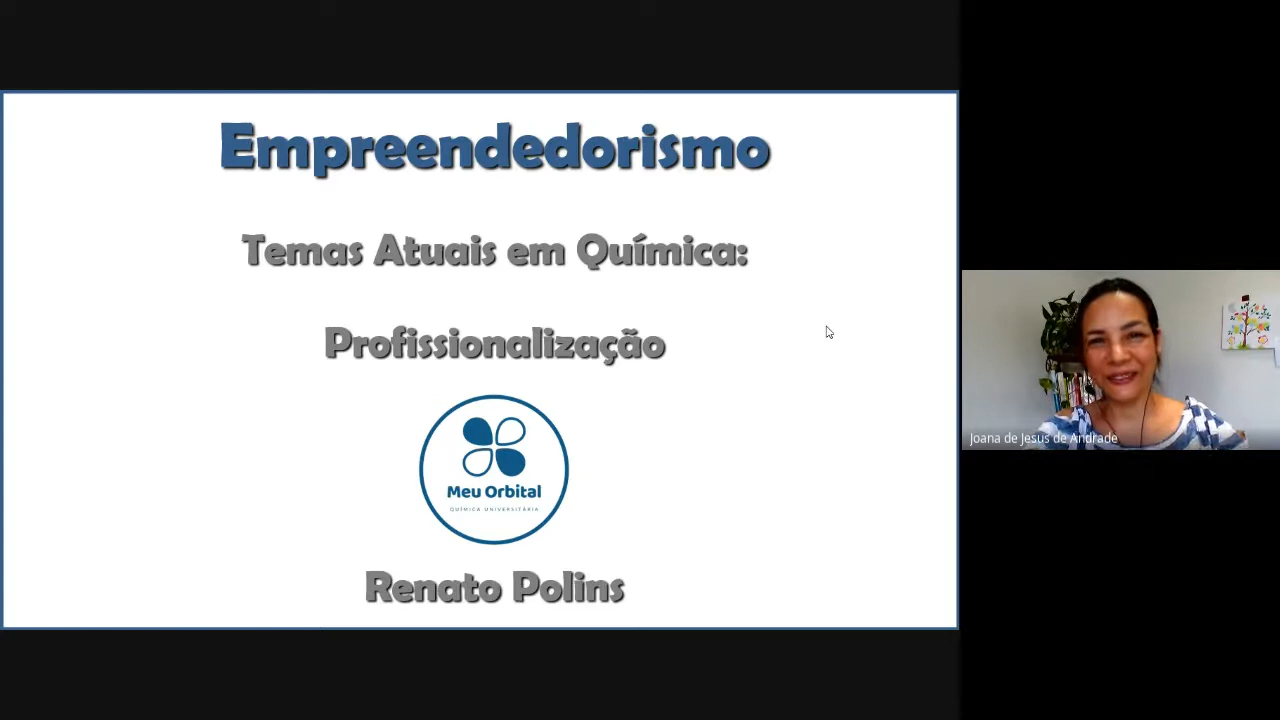 Empreendedorismo
Temas Atuais em Química:
Profissionalização
Meu Orbital
QUÍMICA UNIVERSITÁRIA
Renato Polins
Joana de Jesus de Andrade